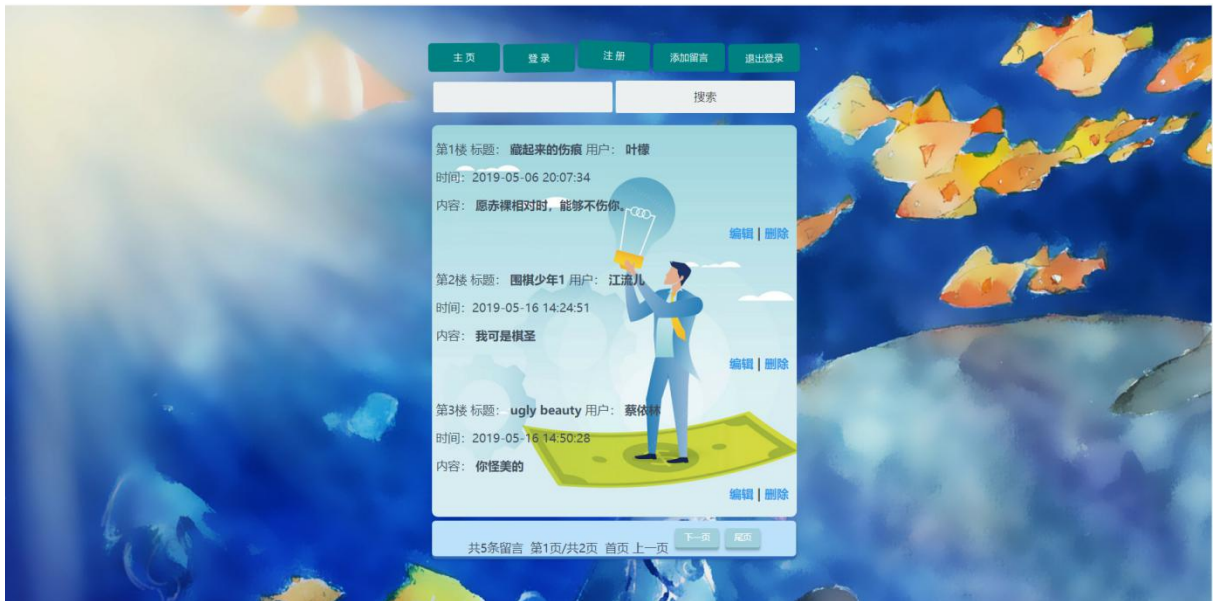 主页 登录 注册 添加留言 退出登录
搜索
第1楼 标题： 藏起来的伤痕 用户： 叶檬
时间：2019-05-06 20:07:34
内容： 愿赤裸相对时，能够不伤你。
编辑 | 删除
第2楼 标题： 围棋少年1 用户： 江流儿
时间：2019-05-16 14:24:51
内容： 我可是棋圣
编辑 | 删除
第3楼 标题： ugly beauty 用户： 蔡依林
时间：2019-05-16 14:50:28
内容： 你怪美的
编辑 | 删除
共5条留言 第1页/共2页 首页 上一页 下一页 尾页